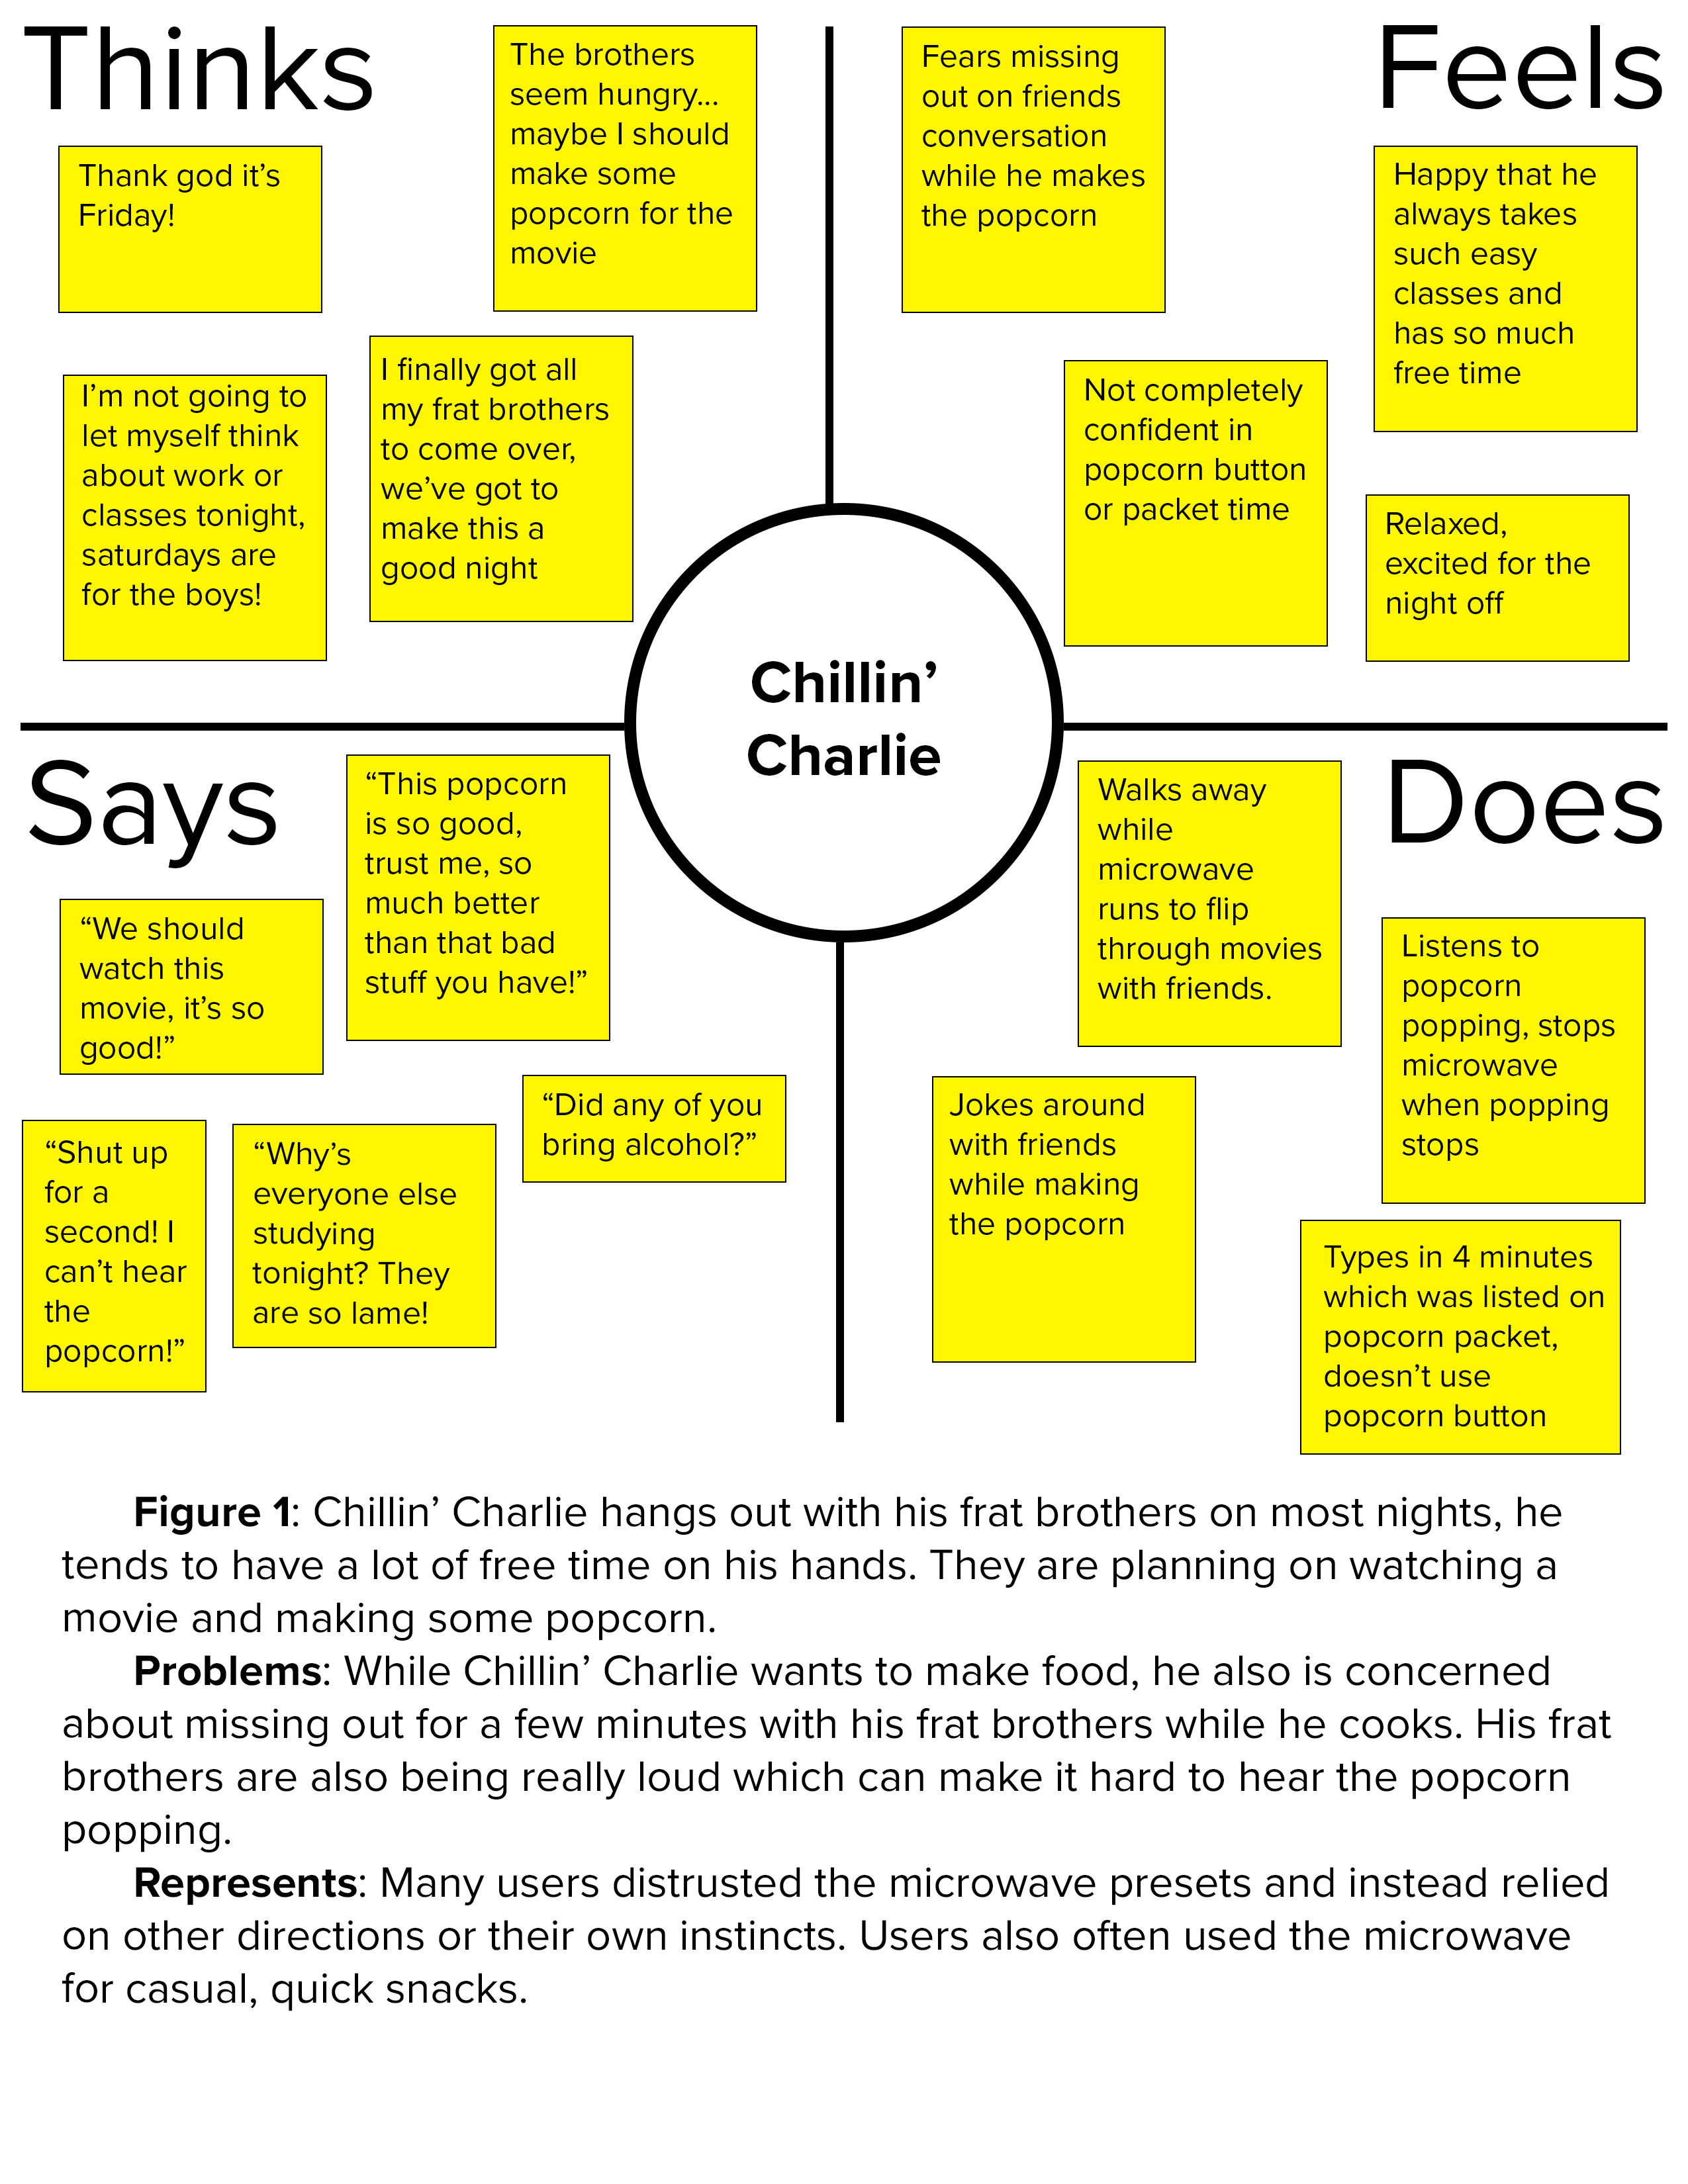 Thinks
Thank god it’s
Friday!
The brothers
seem hungry...
maybe I should
make some
popcorn for the
movie
I’m not going to
let myself think
about work or
classes tonight,
saturdays are
for the boys!
I finally got all
my frat brothers
to come over,
we’ve got to
make this a
good night
Feels
Fears missing
out on friends
conversation
while he makes
the popcorn
Happy that he
always takes
such easy
classes and
has so much
free time
Not completely
confident in
popcorn button
or packet time
Relaxed,
excited for the
night off
Chillin’
Charlie
Says
“This popcorn
is so good,
trust me, so
much better
than that bad
stuff you have!”
“We should
watch this
movie, it’s so
good!”
“Did any of you
bring alcohol?”
“Shut up
for a
second! I
can’t hear
the
popcorn!”
“Why’s
everyone else
studying
tonight? They
are so lame!
Does
Walks away
while
microwave
runs to flip
through movies
with friends.
Listens to
popcorn
popping, stops
microwave
when popping
stops
Jokes around
with friends
while making
the popcorn
Types in 4 minutes
which was listed on
popcorn packet,
doesn’t use
popcorn button
Figure 1: Chillin’ Charlie hangs out with his frat brothers on most nights, he
tends to have a lot of free time on his hands. They are planning on watching a
movie and making some popcorn.
Problems: While Chillin’ Charlie wants to make food, he also is concerned
about missing out for a few minutes with his frat brothers while he cooks. His frat
brothers are also being really loud which can make it hard to hear the popcorn
popping.
Represents: Many users distrusted the microwave presets and instead relied
on other directions or their own instincts. Users also often used the microwave
for casual, quick snacks.